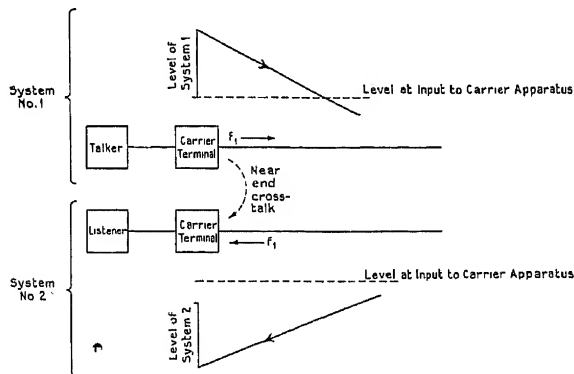 System
No.1
Level of
System 1
Level at Input to Carrier Apparatus
Talker
Carrier
Terminal
F₁
Near
end
cross-
talk
System
No 2
Listener
Carrier
Terminal
F₁
Level at Input to Carrier Apparatus
Level of
System 2